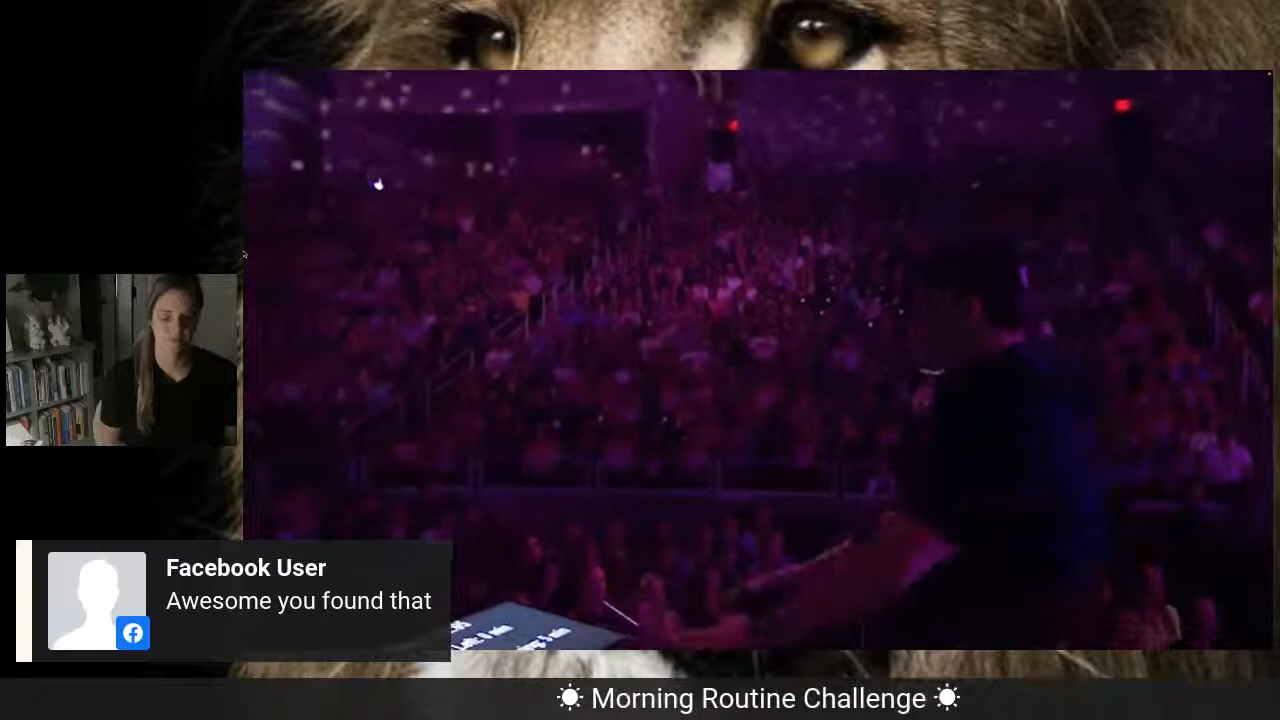 Facebook User
Awesome you found that
☀ Morning Routine Challenge ☀